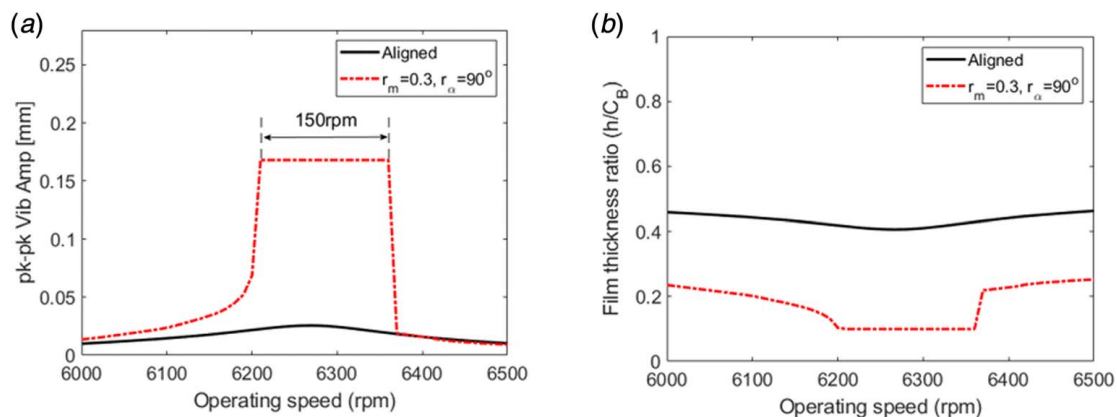 (a)
pk-pk Vib Amp [mm]
0.25
0.2
0.15
0.1
0.05
0
Aligned
r_m=0.3, r_α=90°
150rpm
6000 6100 6200 6300 6400 6500
Operating speed (rpm)
(b)
Film thickness ratio (h/C_B)
1
0.8
0.6
0.4
0.2
0
Aligned
r_m=0.3, r_α=90°
6000 6100 6200 6300 6400 6500
Operating speed (rpm)